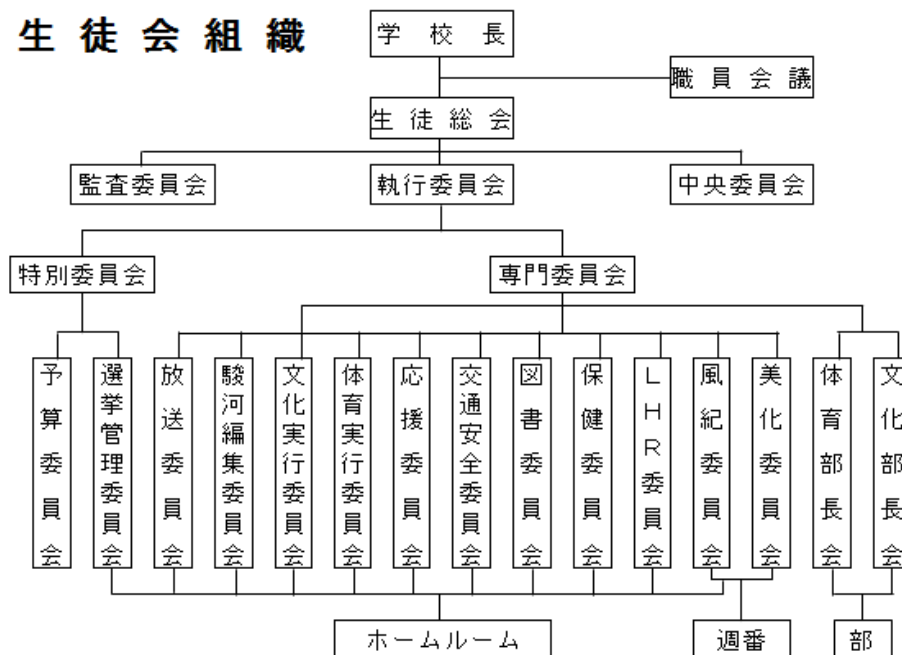 生徒会組織
学校長
職員会議
生徒総会
監査委員会
執行委員会
中央委員会
特別委員会
専門委員会
予算委員会
選挙管理委員会
放送委員会
駿河編集委員会
文化実行委員会
体育実行委員会
応援委員会
交通安全委員会
図書委員会
保健委員会
LHR委員会
風紀委員会
美化委員会
体育部長会
文化部長会
ホームルーム
週番
部